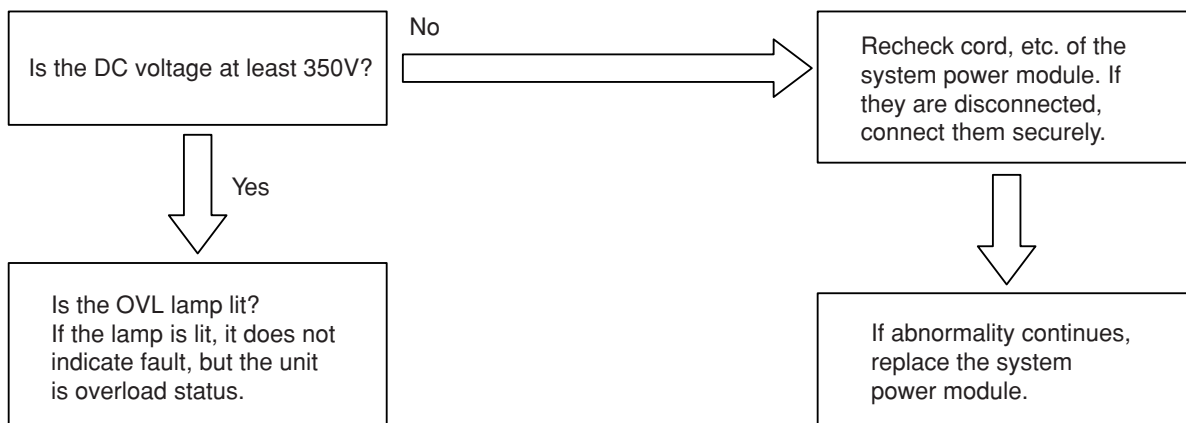 Is the DC voltage at least 350V?
No
Recheck cord, etc. of the
system power module. If
they are disconnected,
connect them securely.
Yes
Is the OVL lamp lit?
If the lamp is lit, it does not
indicate fault, but the unit
is overload status.
If abnormality continues,
replace the system
power module.